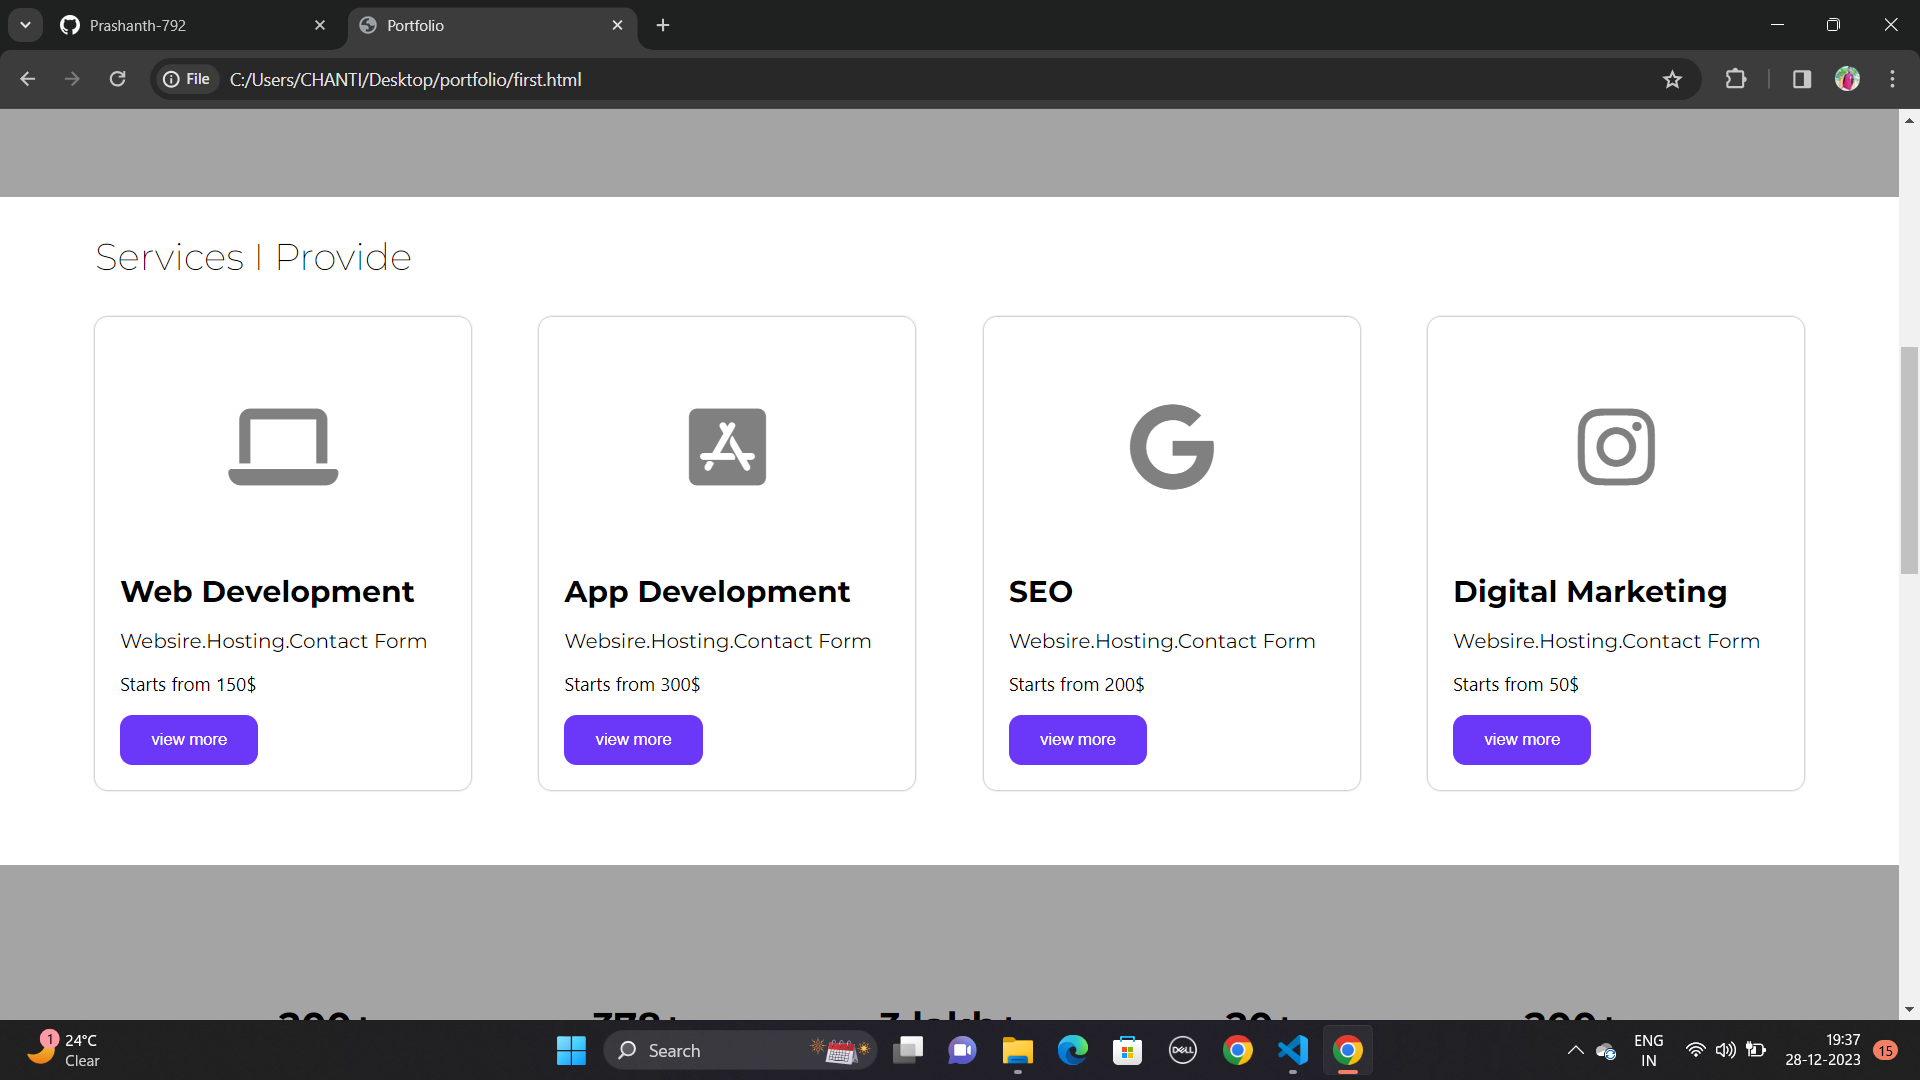 Prashanth-792
Portfolio
File
C:/Users/CHANTI/Desktop/portfolio/first.html
Services I Provide
Web Development
Websire.Hosting.Contact Form
Starts from 150$
view more
App Development
Websire.Hosting.Contact Form
Starts from 300$
view more
SEO
Websire.Hosting.Contact Form
Starts from 200$
view more
Digital Marketing
Websire.Hosting.Contact Form
Starts from 50$
view more
1
24°C
Clear
Search
DELL
ENG
IN
19:37
28-12-2023
15